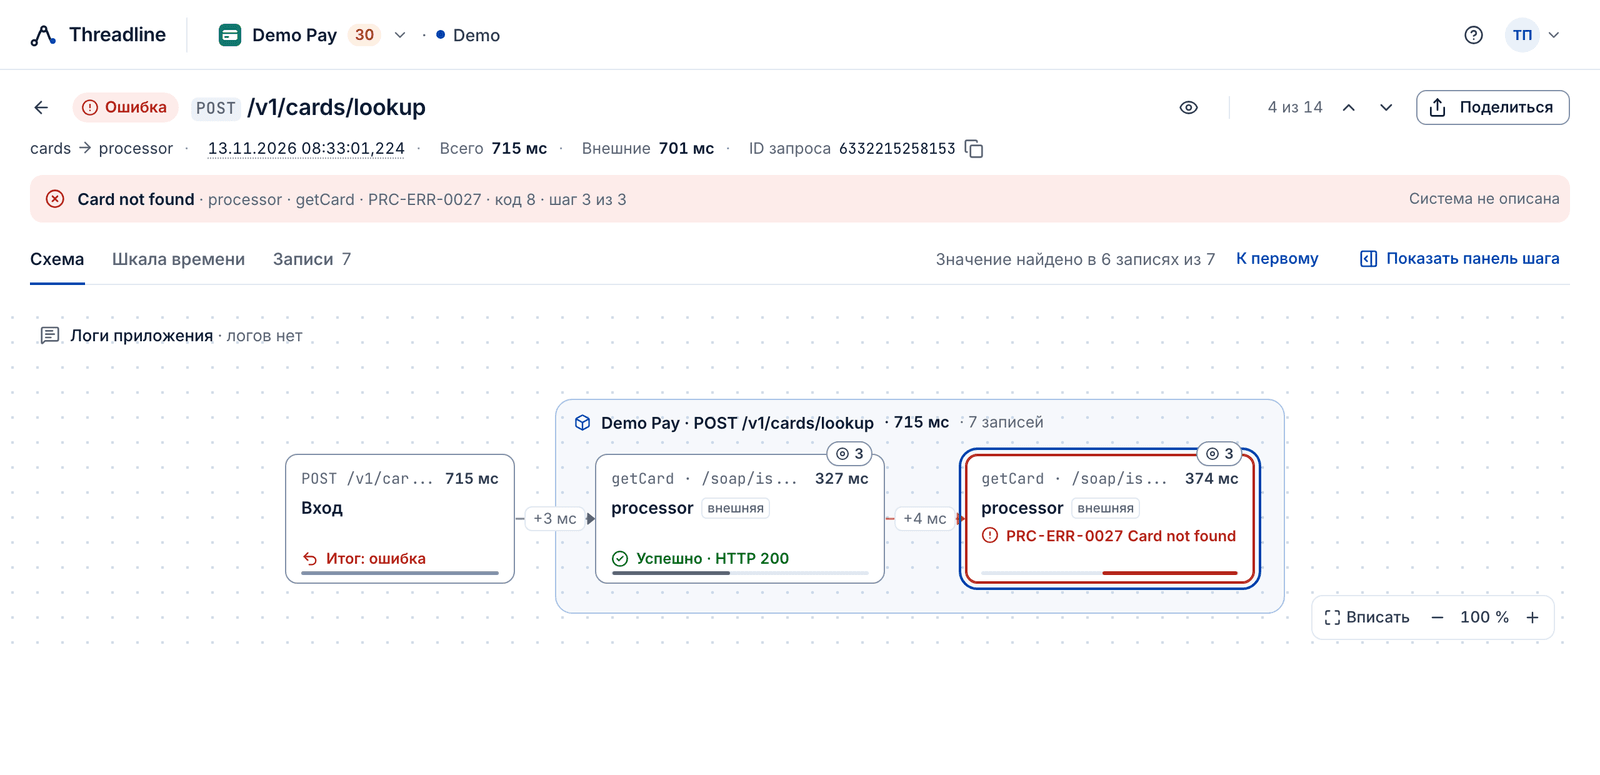 Threadline
Demo Pay 30 · Demo
ТП
Ошибка POST /v1/cards/lookup
4 из 14
Поделиться
cards → processor · 13.11.2026 08:33:01,224 · Всего 715 мс · Внешние 701 мс · ID запроса 6332215258153
Card not found · processor · getCard · PRC-ERR-0027 · код 8 · шаг 3 из 3
Система не описана
Схема Шкала времени Записи 7
Значение найдено в 6 записях из 7 К первому Показать панель шага
Логи приложения · логов нет
Demo Pay · POST /v1/cards/lookup · 715 мс · 7 записей
POST /v1/car... 715 мс
Вход
Итог: ошибка
+3 мс
3
getCard · /soap/is... 327 мс
processor внешняя
Успешно · HTTP 200
+4 мс
3
getCard · /soap/is... 374 мс
processor внешняя
PRC-ERR-0027 Card not found
Вписать − 100 % +